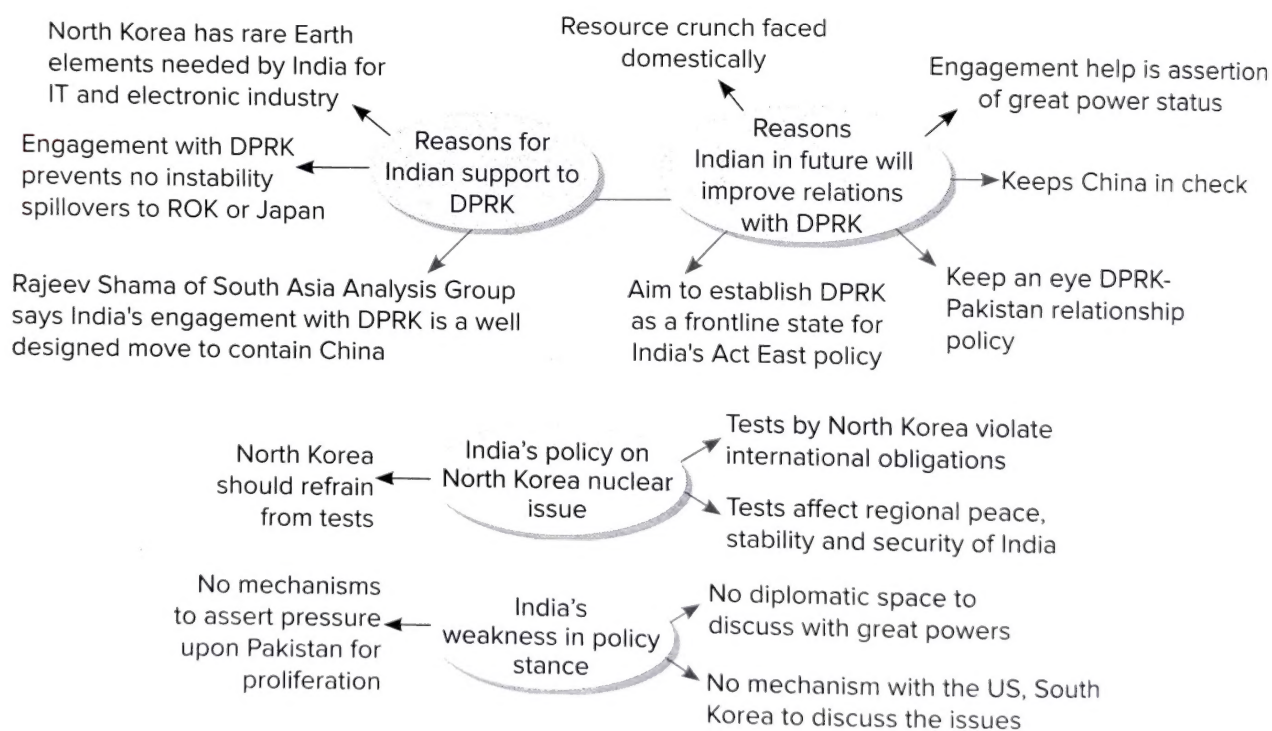 North Korea has rare Earth
elements needed by India for
IT and electronic industry
Engagement with DPRK
prevents no instability
spillovers to ROK or Japan
Reasons for
Indian support to
DPRK
Rajeev Shama of South Asia Analysis Group
says India's engagement with DPRK is a well
designed move to contain China
Resource crunch faced
domestically
Engagement help is assertion
of great power status
Reasons
Indian in future will
improve relations
with DPRK
Keeps China in check
Aim to establish DPRK
as a frontline state for
India's Act East policy
Keep an eye DPRK-
Pakistan relationship
policy
North Korea
should refrain
from tests
India's policy on
North Korea nuclear
issue
Tests by North Korea violate
international obligations
Tests affect regional peace,
stability and security of India
No mechanisms
to assert pressure
upon Pakistan for
proliferation
India's
weakness in policy
stance
No diplomatic space to
discuss with great powers
No mechanism with the US, South
Korea to discuss the issues